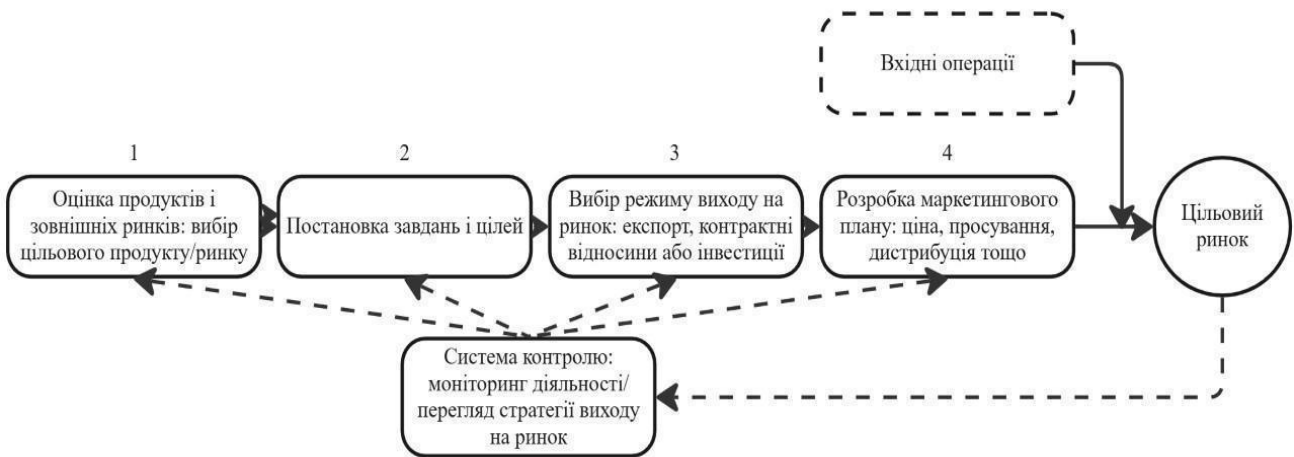 Вхідні операції
1
2
3
4
Оцінка продуктів і
зовнішніх ринків: вибір
цільового продукту/ринку
Постановка завдань і цілей
Вибір режиму виходу на
ринок: експорт, контрактні
відносини або інвестиції
Розробка маркетингового
плану: ціна, просування,
дистрибуція тощо
Цільовий
ринок
Система контролю:
моніторинг діяльності/
перегляд стратегії виходу
на ринок